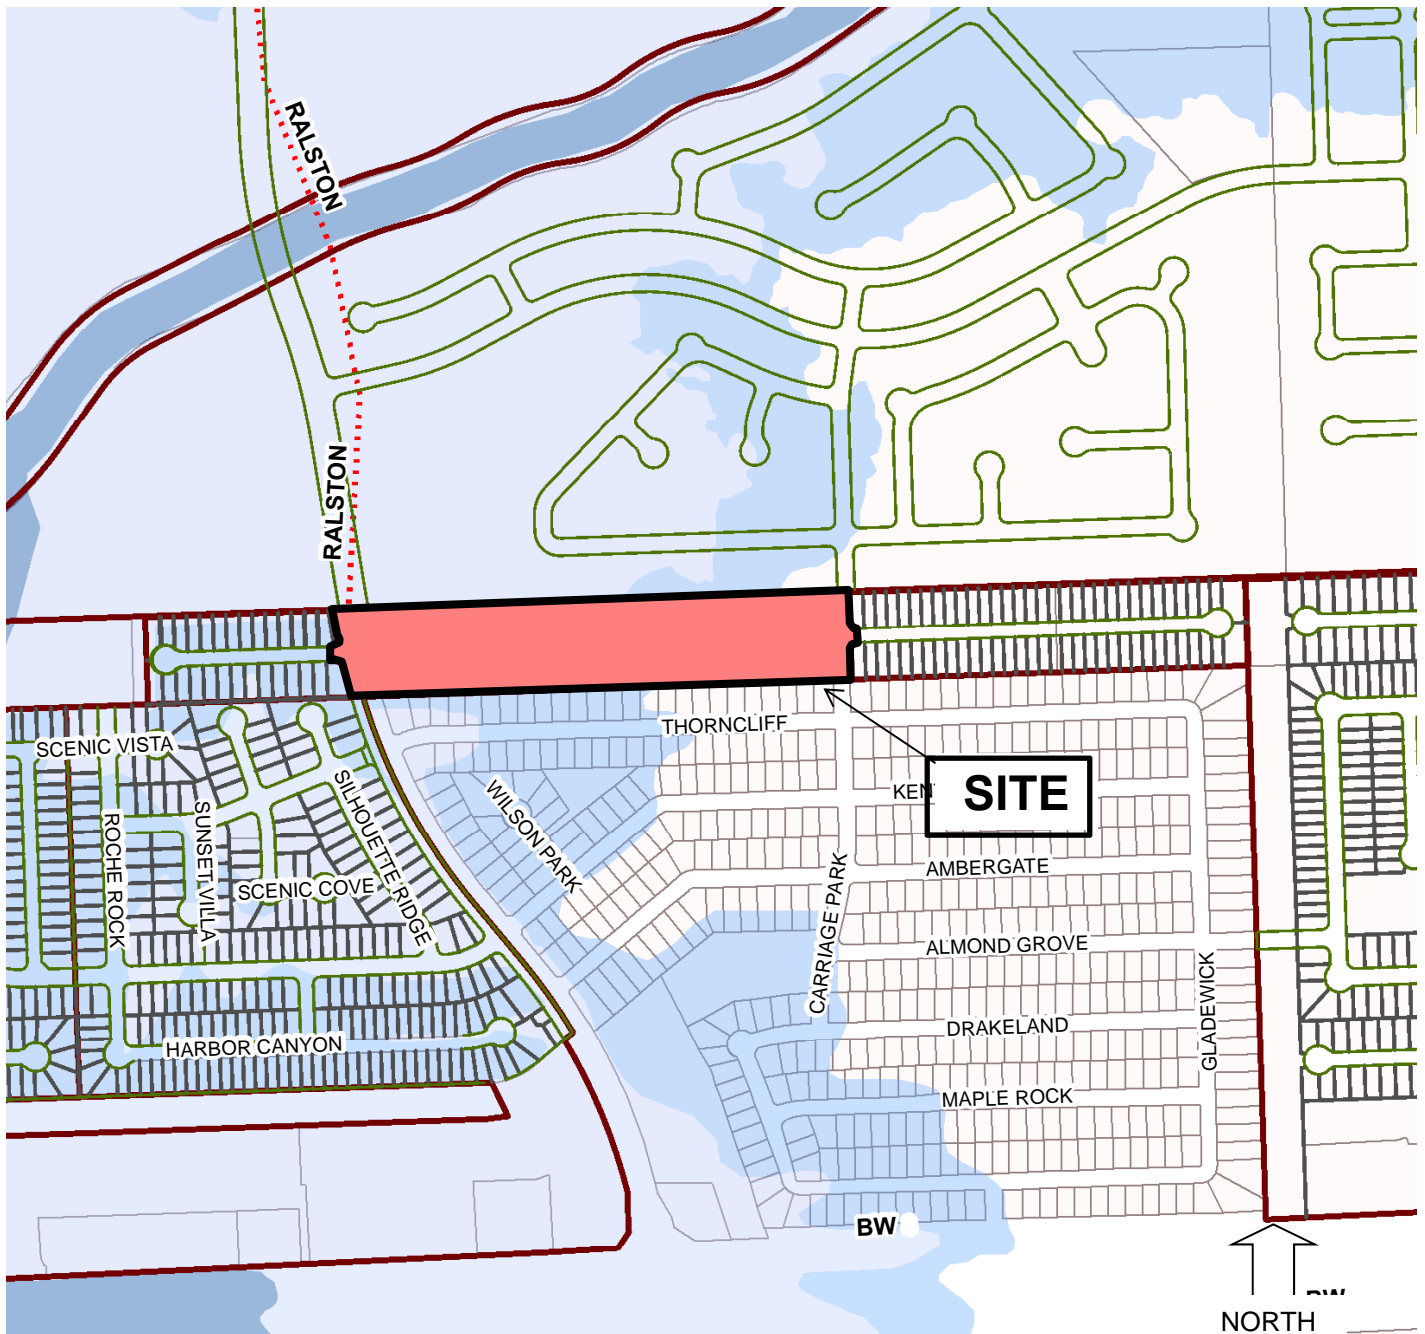 RALSTON
RALSTON
THORNCLIFF
SCENIC VISTA
KEN
SITE
WILSON PARK
SILHOUETTE RIDGE
SUNSET VILLA
ROCHE ROCK
SCENIC COVE
AMBERGATE
CARRIAGE PARK
ALMOND GROVE
GLADEWICK
DRAKELAND
HARBOR CANYON
MAPLE ROCK
BW
NORTH